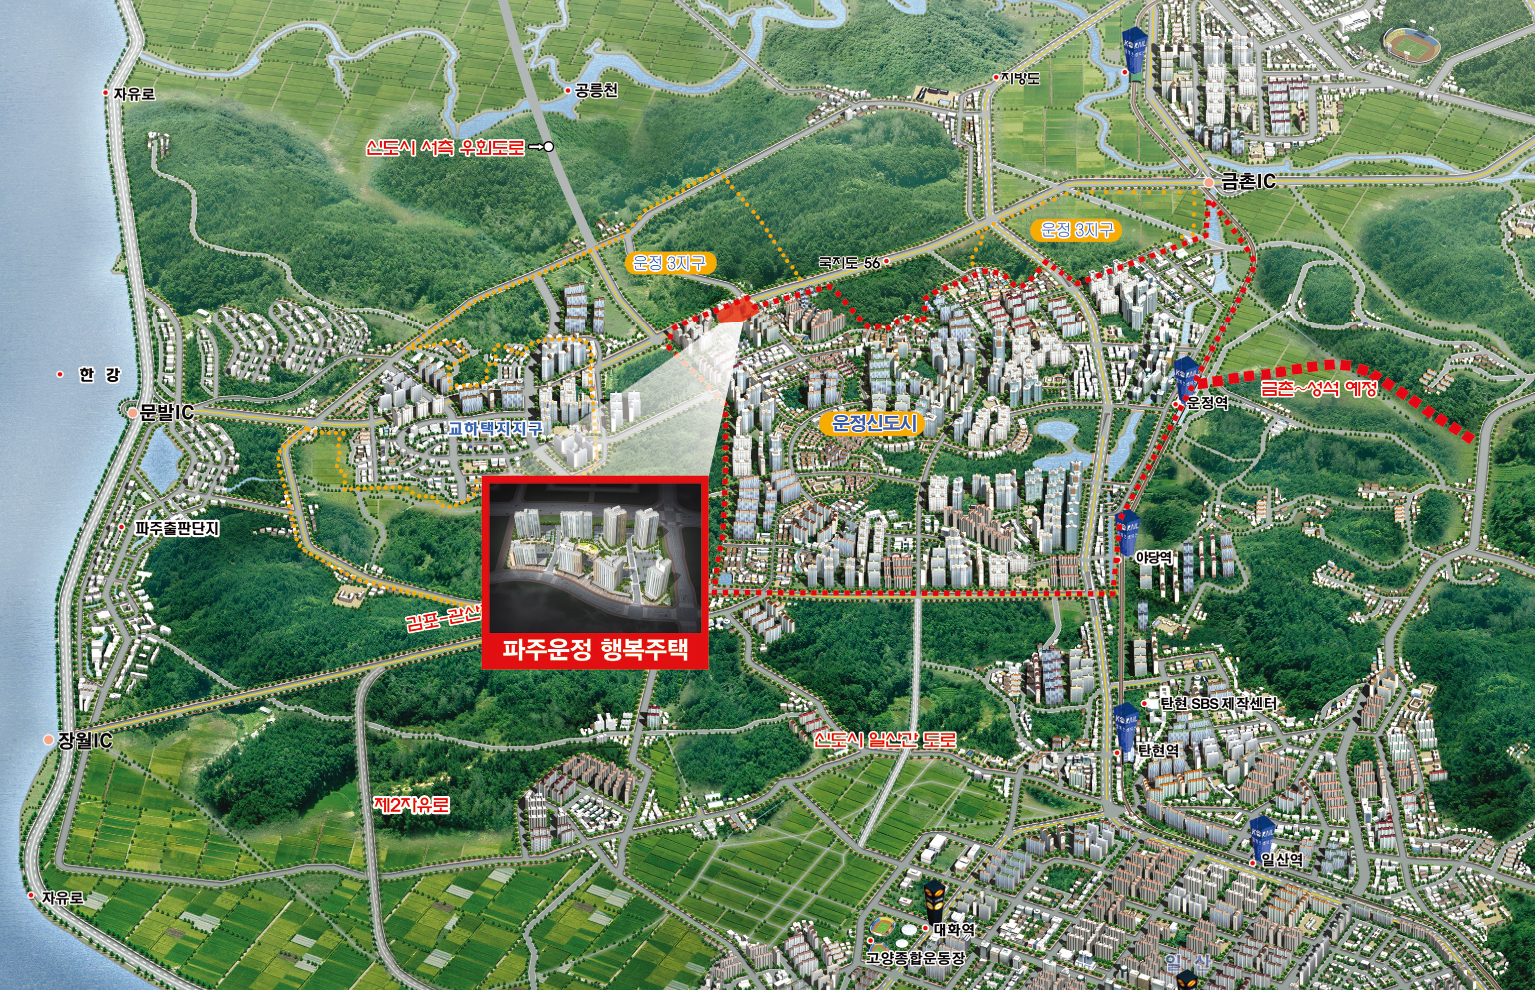 자유로
공릉천
지방도
신도시 서측 우회도로
금촌IC
운정 3지구
운정 3지구
국지도 56
한 강
문발IC
금촌~성석 예정
운정역
교하택지지구
운정신도시
파주출판단지
야당역
김포~관산
파주운정 행복주택
탄현 SBS 제작센터
장월IC
신도시 일산간 도로
탄현역
제2자유로
일산역
자유로
대화역
고양종합운동장
일 산